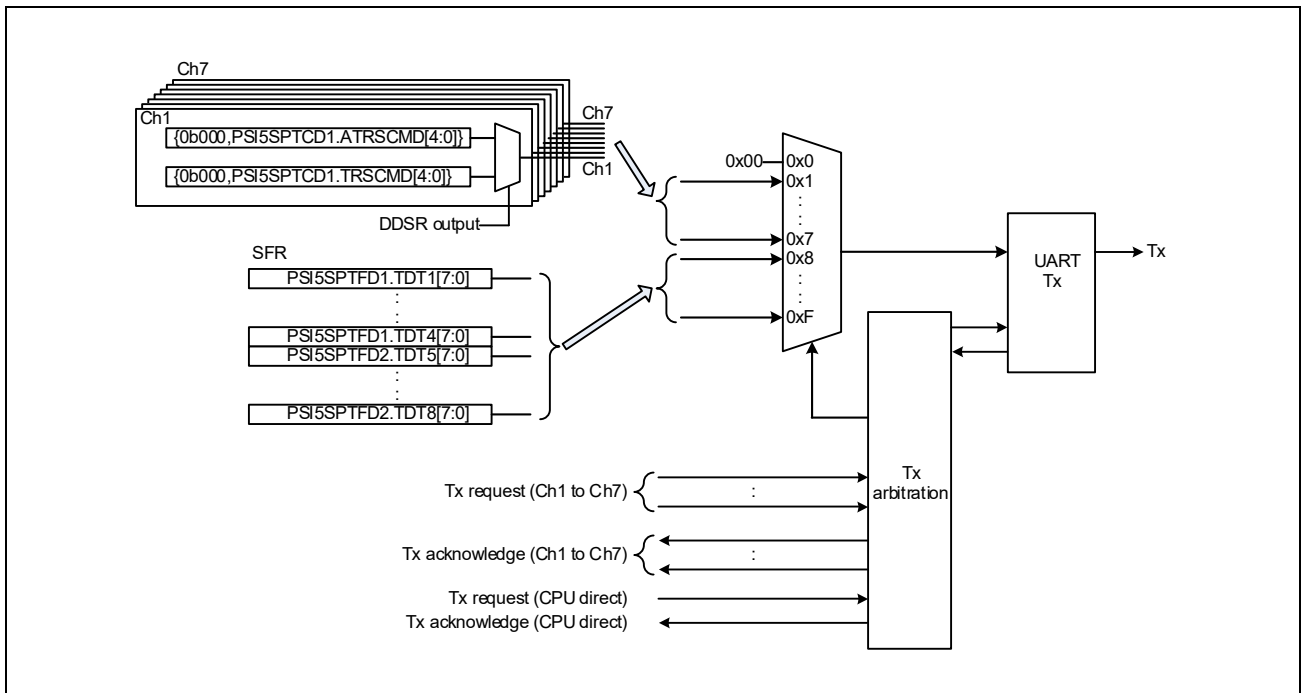 Ch7
Ch1
{0b000,PSI5SPTCD1.ATRSCMD[4:0]}
{0b000,PSI5SPTCD1.TRSCMD[4:0]}
Ch7
Ch1
DDSR output
SFR
PSI5SPTFD1.TDT1[7:0]
:
:
PSI5SPTFD1.TDT4[7:0]
PSI5SPTFD2.TDT5[7:0]
:
:
PSI5SPTFD2.TDT8[7:0]
0x00
0x0
0x1
:
:
0x7
0x8
:
:
0xF
UART
Tx
Tx
Tx
arbitration
Tx request (Ch1 to Ch7)
:
Tx acknowledge (Ch1 to Ch7)
:
Tx request (CPU direct)
Tx acknowledge (CPU direct)